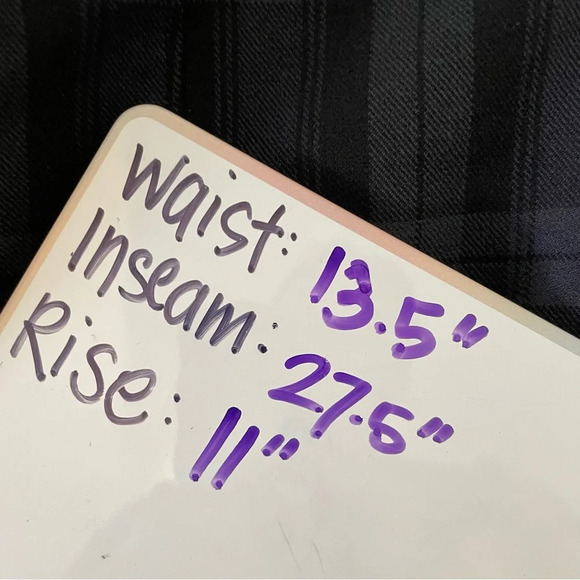 Waist: 13.5"
Inseam: 27.5"
Rise: 11"